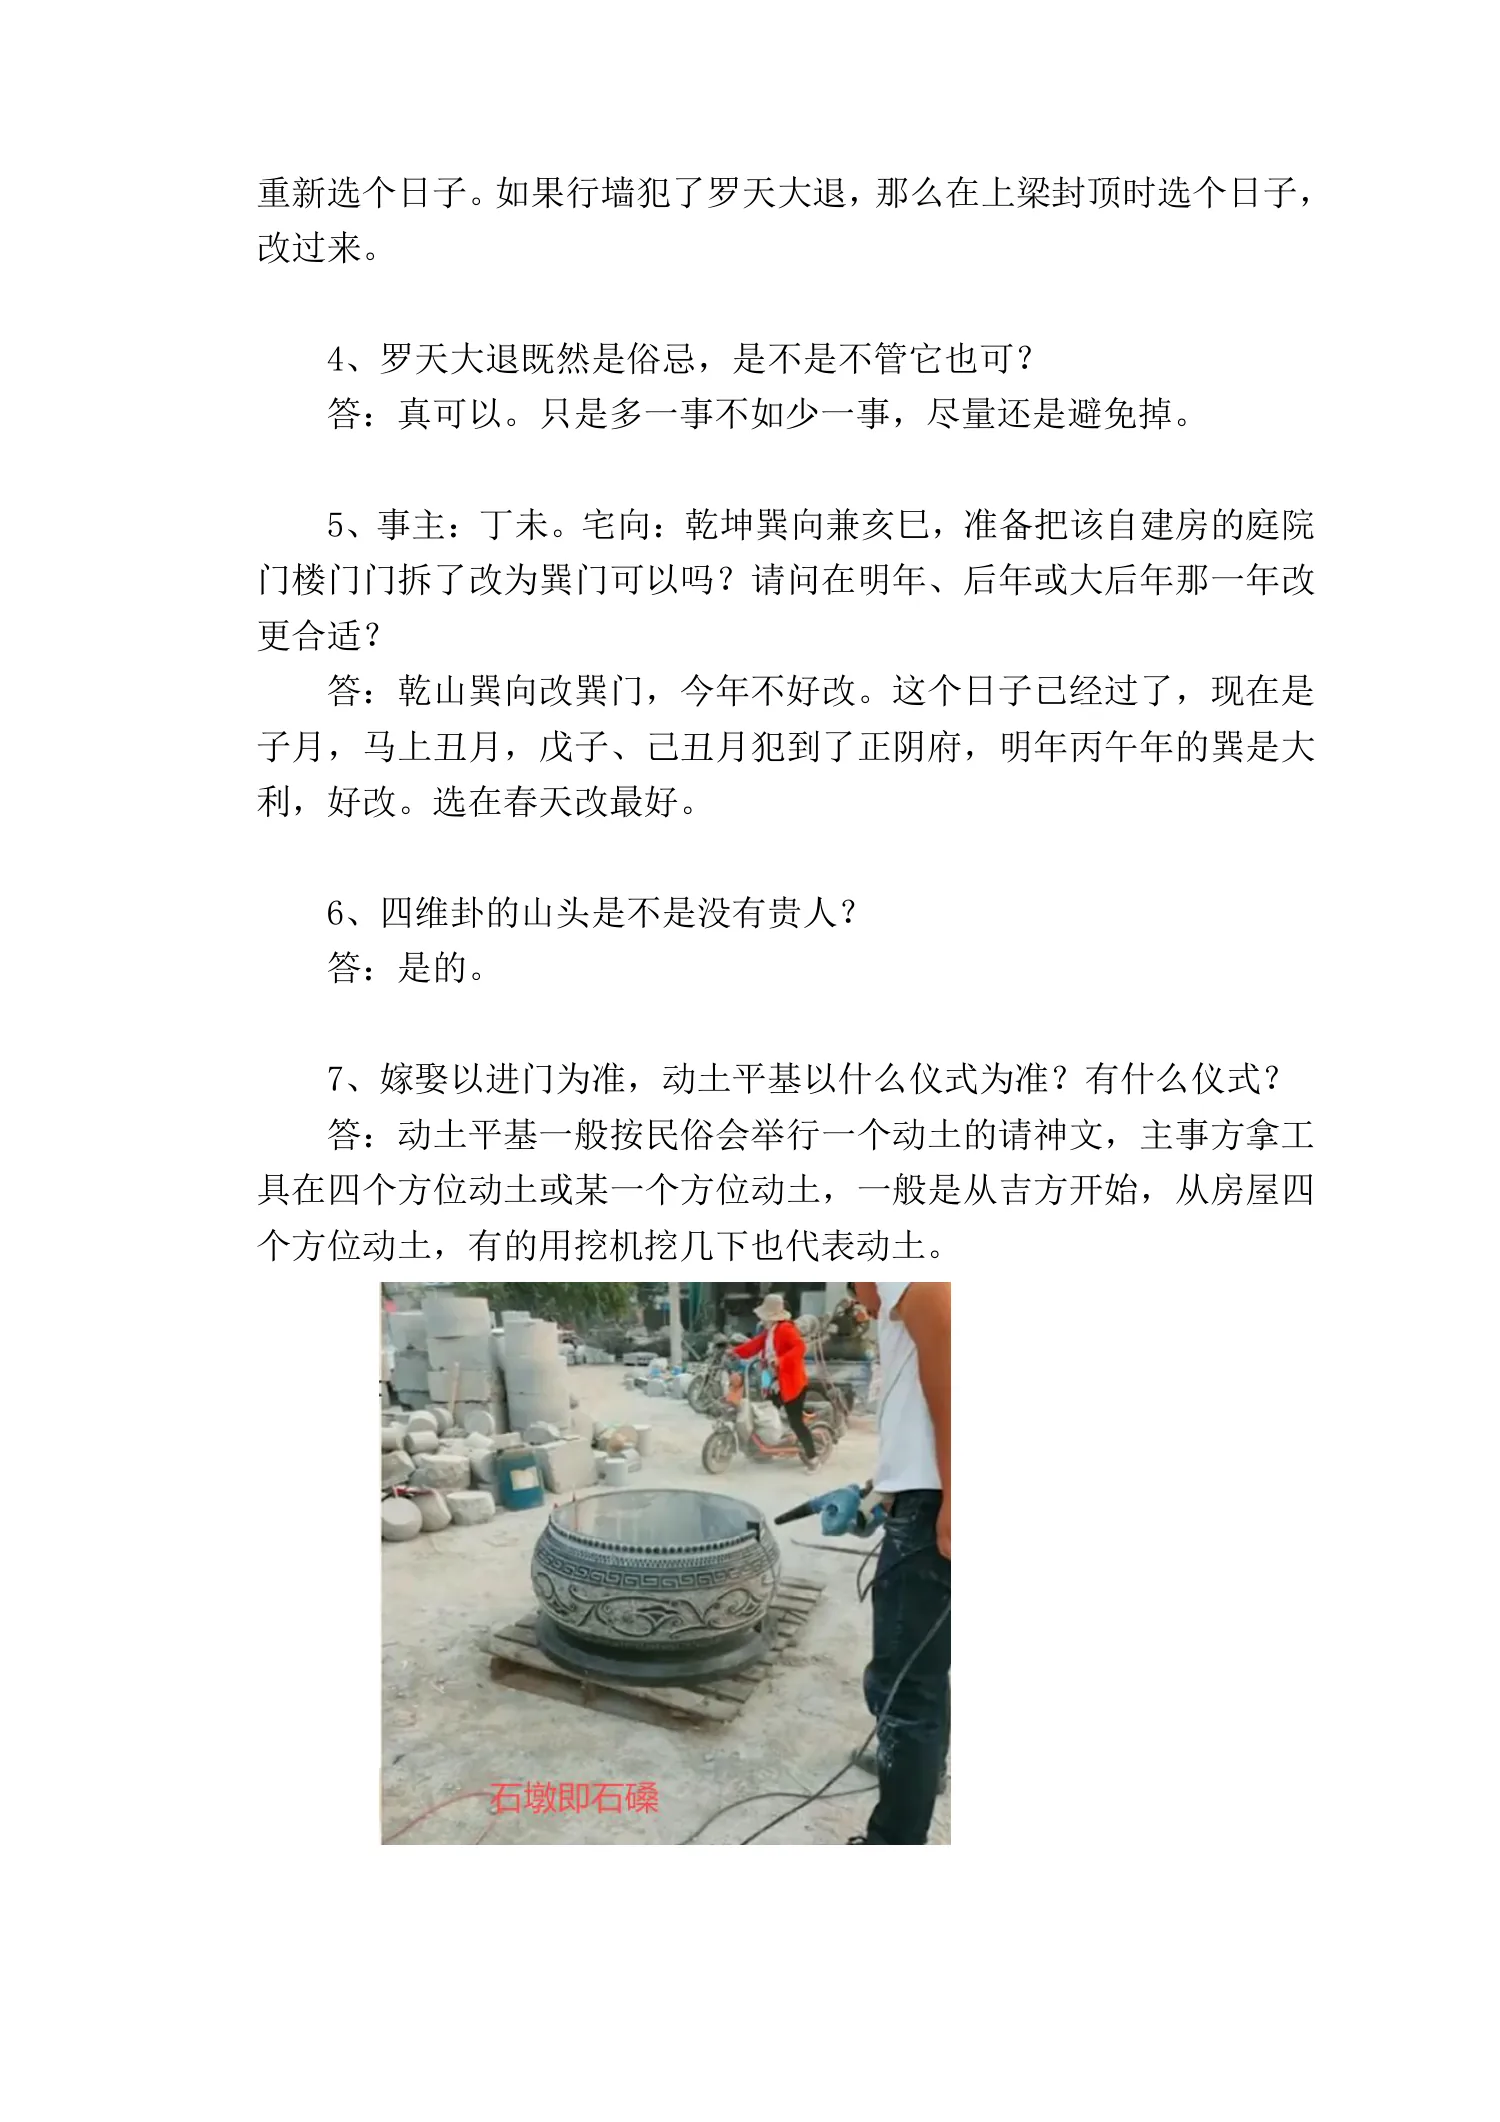 重新选个日子。如果行墙犯了罗天大退，那么在上梁封顶时选个日子，
改过来。
4、罗天大退既然是俗忌，是不是不管它也可？
答：真可以。只是多一事不如少一事，尽量还是避免掉。
5、事主：丁未。宅向：乾坤巽向兼亥巳，准备把该自建房的庭院
门楼门门拆了改为巽门可以吗？请问在明年、后年或大后年那一年改
更合适？
答：乾山巽向改巽门，今年不好改。这个日子已经过了，现在是
子月，马上丑月，戊子、己丑月犯到了正阴府，明年丙午年的巽是大
利，好改。选在春天改最好。
6、四维卦的山头是不是没有贵人？
答：是的。
7、嫁娶以进门为准，动土平基以什么仪式为准？有什么仪式？
答：动土平基一般按民俗会举行一个动土的请神文，主事方拿工
具在四个方位动土或某一个方位动土，一般是从吉方开始，从房屋四
个方位动土，有的用挖机挖几下也代表动土。
石墩即石磉